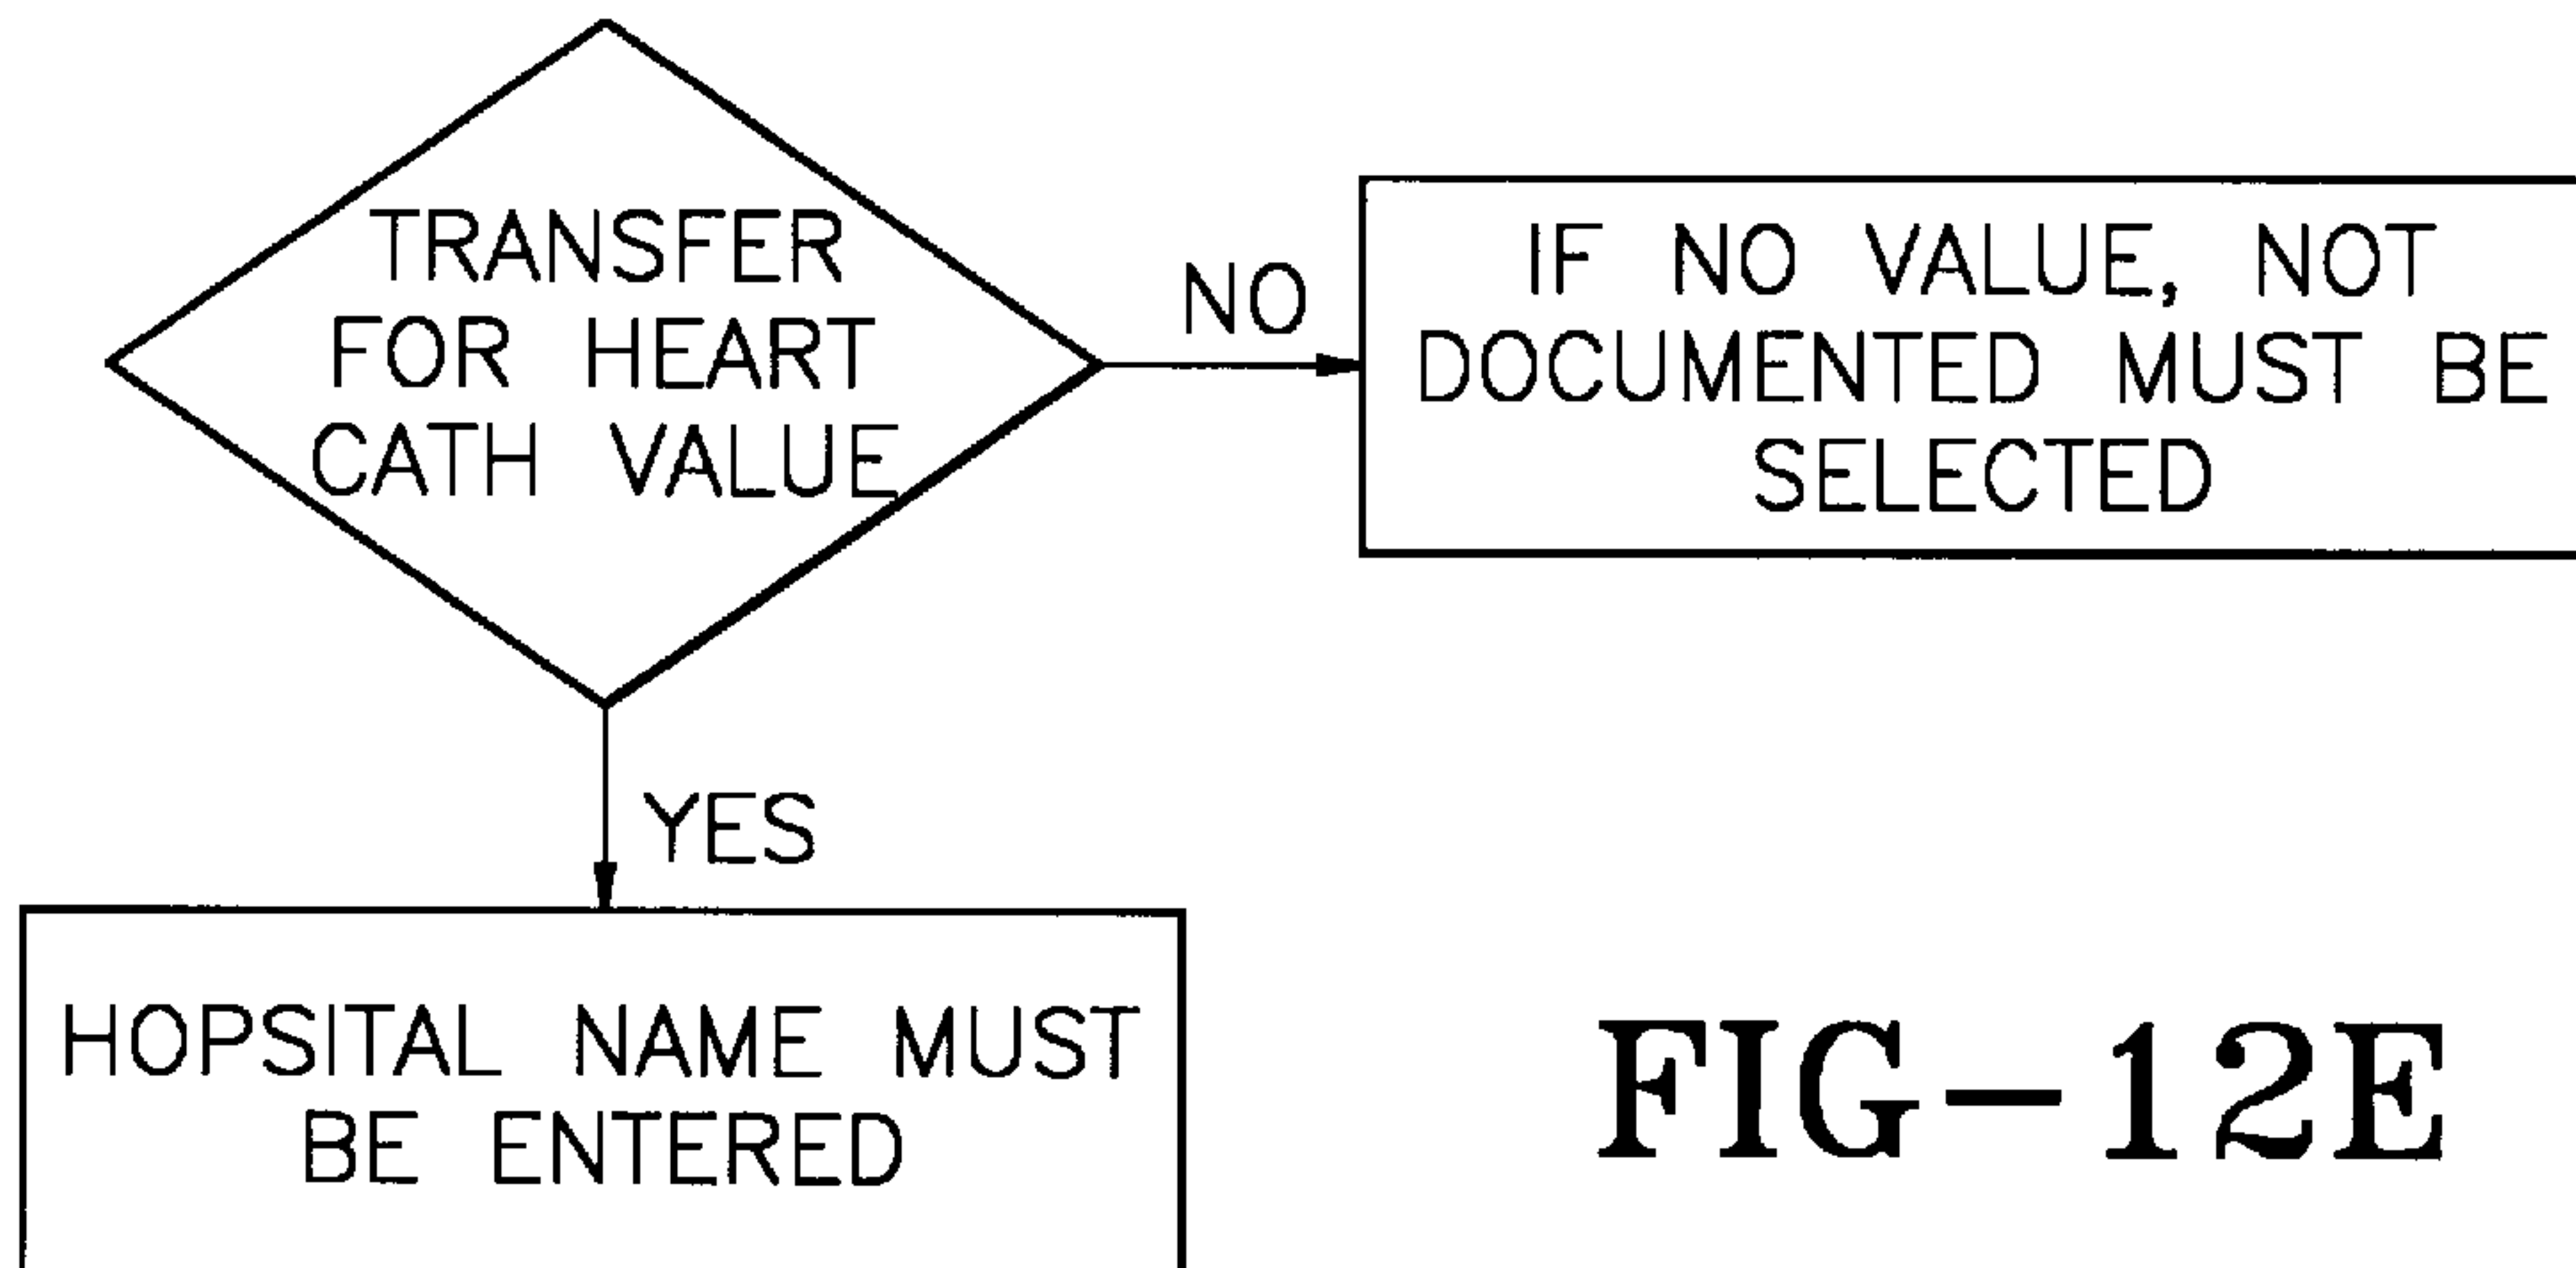 TRANSFER
FOR HEART
CATH VALUE
NO
IF NO VALUE, NOT
DOCUMENTED MUST BE
SELECTED
YES
HOPSITAL NAME MUST
BE ENTERED
FIG-12E